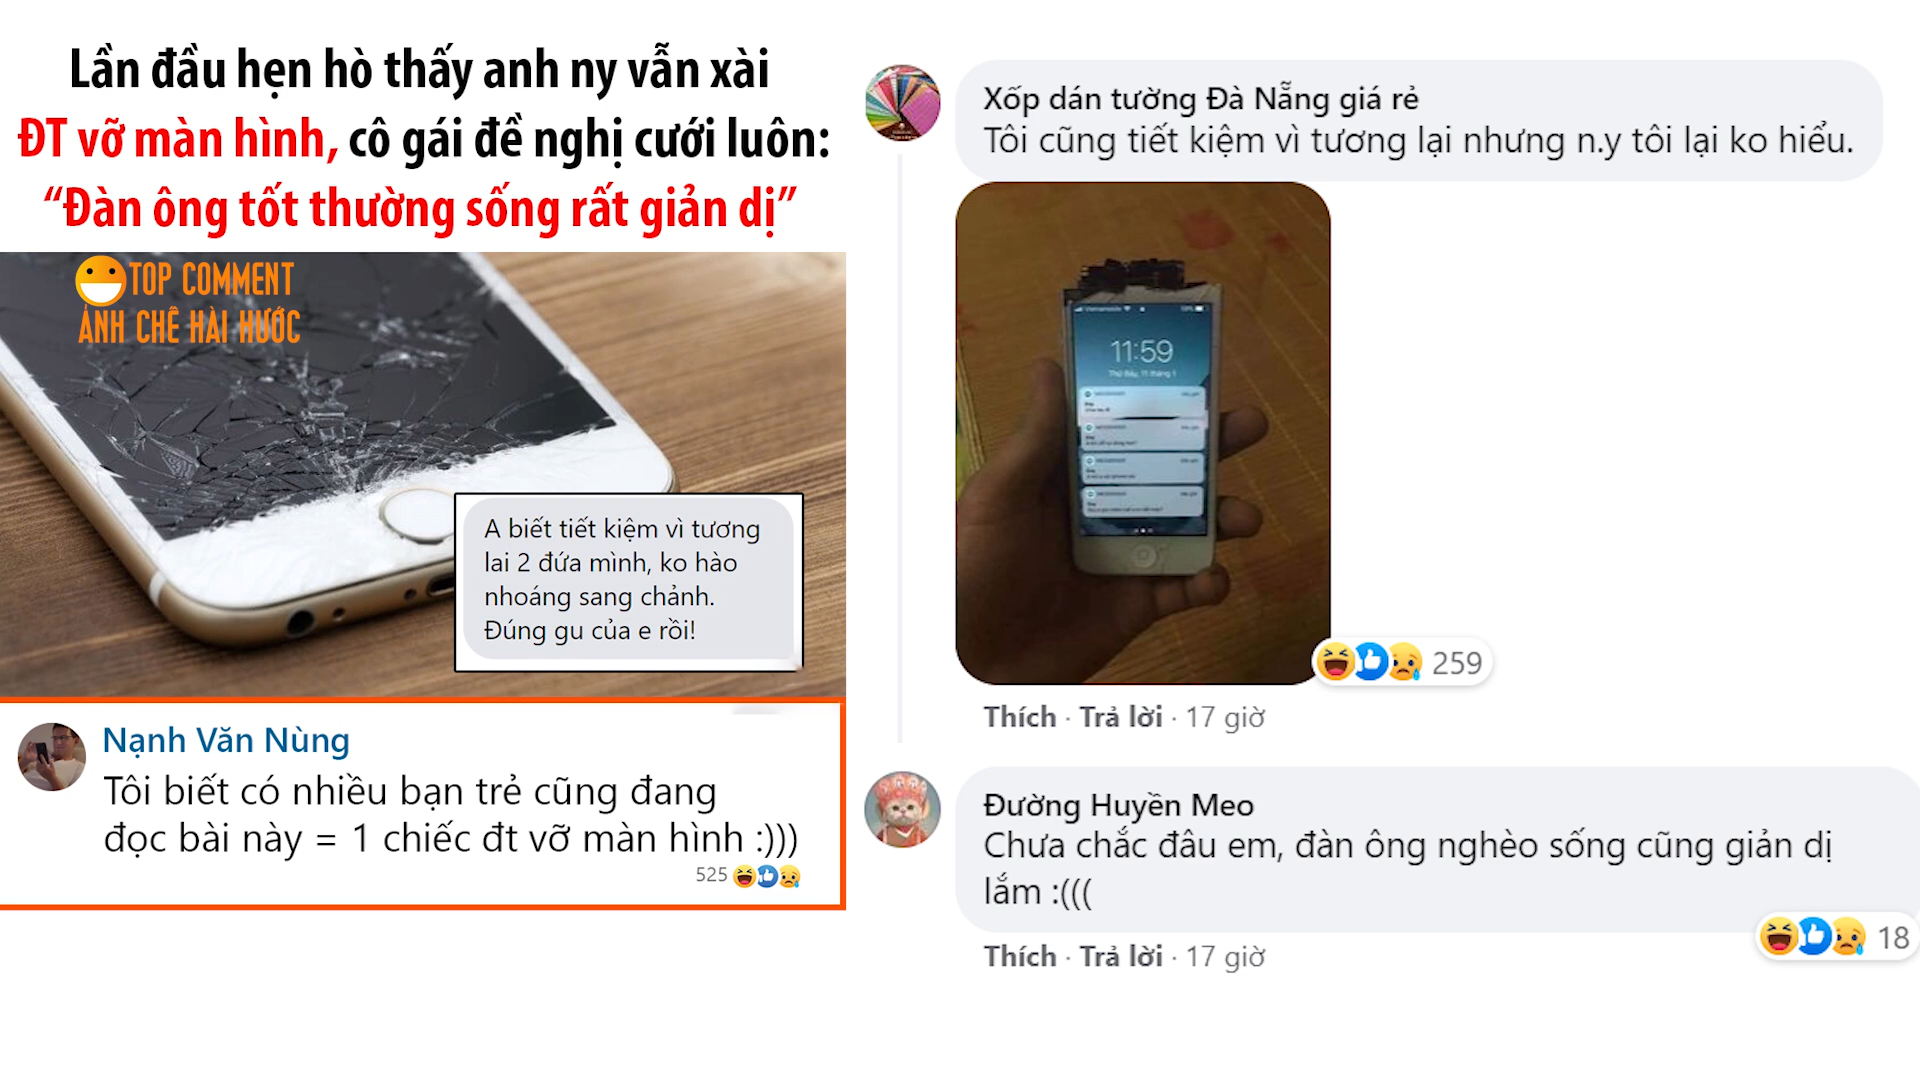 Lần đầu hẹn hò thấy anh ny vẫn xài
ĐT vỡ màn hình, cô gái đề nghị cưới luôn:
“Đàn ông tốt thường sống rất giản dị”
TOP COMMENT
ẢNH CHẾ HÀI HƯỚC
A biết tiết kiệm vì tương
lai 2 đứa mình, ko hào
nhoáng sang chảnh.
Đúng gu của e rồi!
Nạnh Văn Nùng
Tôi biết có nhiều bạn trẻ cũng đang
đọc bài này = 1 chiếc đt vỡ màn hình :)))
525
Xốp dán tường Đà Nẵng giá rẻ
Tôi cũng tiết kiệm vì tương lại nhưng n.y tôi lại ko hiểu.
11:59
Thứ Bảy, 11 tháng 1
259
Thích · Trả lời · 17 giờ
Đường Huyền Meo
Chưa chắc đâu em, đàn ông nghèo sống cũng giản dị
lắm :(((
18
Thích · Trả lời · 17 giờ